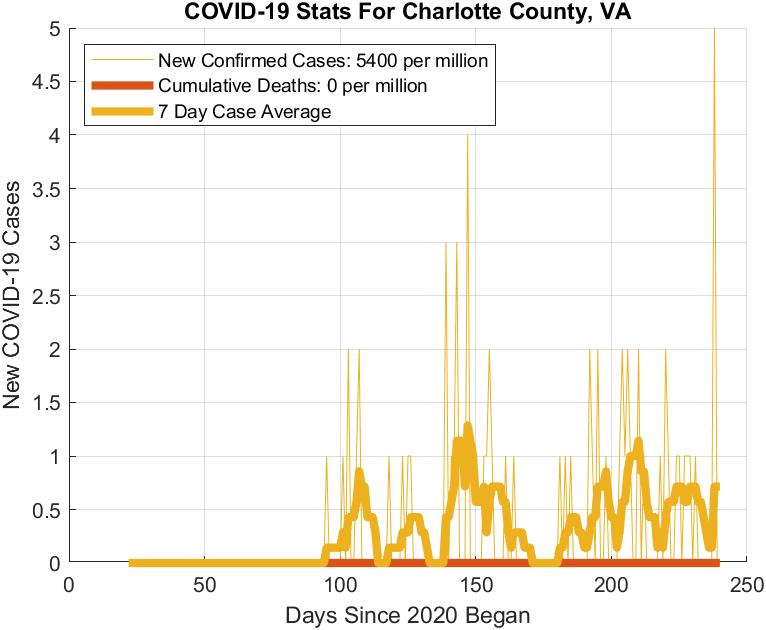 COVID-19 Stats For Charlotte County, VA
New Confirmed Cases: 5400 per million
Cumulative Deaths: 0 per million
7 Day Case Average
5
4.5
4
3.5
3
2.5
2
1.5
1
0.5
0
New COVID-19 Cases
0 50 100 150 200 250
Days Since 2020 Began